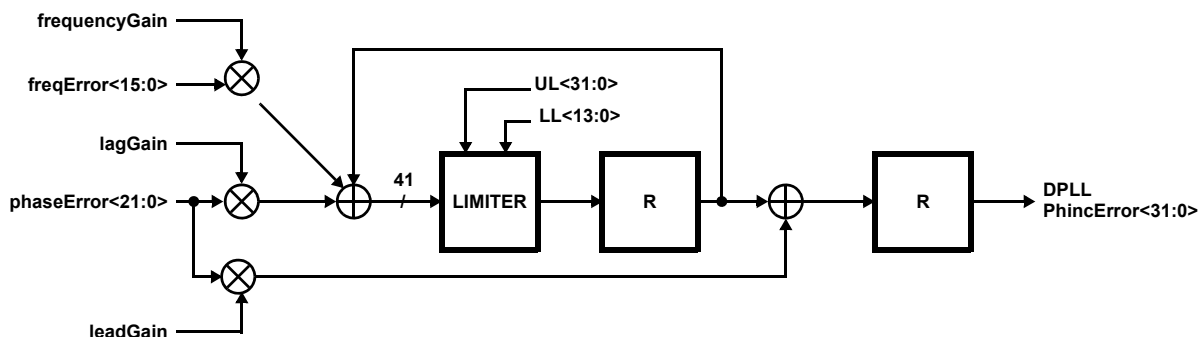 frequencyGain
freqError<15:0>
UL<31:0>
LL<13:0>
lagGain
41
phaseError<21:0>
LIMITER
R
R
DPLL
PhincError<31:0>
leadGain